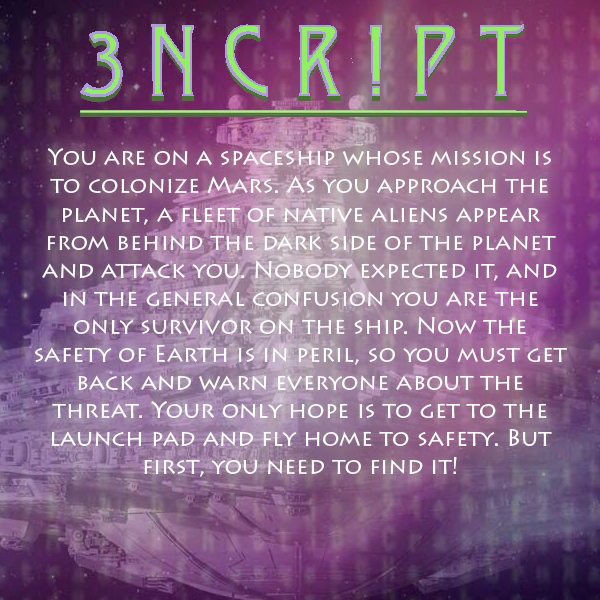 3NCR!PT
You are on a spaceship whose mission is
to colonize Mars. As you approach the
planet, a fleet of native aliens appear
from behind the dark side of the planet
and attack you. Nobody expected it, and
in the general confusion you are the
only survivor on the ship. Now the
safety of Earth is in peril, so you must get
back and warn everyone about the
threat. Your only hope is to get to the
launch pad and fly home to safety. But
first, you need to find it!